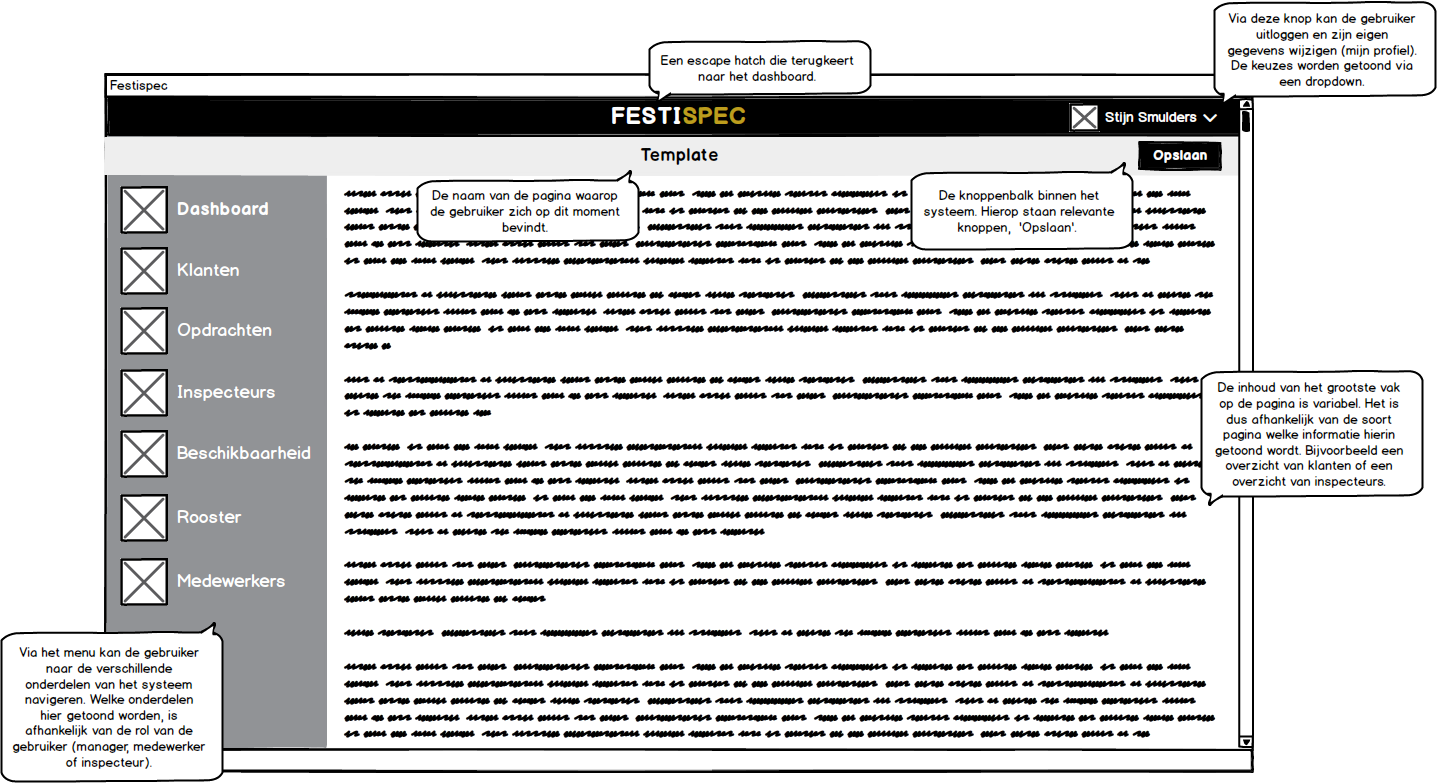 Via deze knop kan de gebruiker
uitloggen en zijn eigen
gegevens wijzigen (mijn profiel).
De keuzes worden getoond via
een dropdown.
Een escape hatch die terugkeert
naar het dashboard.
Festispec
FESTISPEC
Stijn Smulders
Template
Opslaan
De naam van de pagina waarop
de gebruiker zich op dit moment
bevindt.
De knoppenbalk binnen het
systeem. Hierop staan relevante
knoppen, 'Opslaan'.
Dashboard
Klanten
Opdrachten
Inspecteurs
Beschikbaarheid
Rooster
Medewerkers
De inhoud van het grootste vak
op de pagina is variabel. Het is
dus afhankelijk van de soort
pagina welke informatie hierin
getoond wordt. Bijvoorbeeld een
overzicht van klanten of een
overzicht van inspecteurs.
Via het menu kan de gebruiker
naar de verschillende
onderdelen van het systeem
navigeren. Welke onderdelen
hier getoond worden, is
afhankelijk van de rol van de
gebruiker (manager, medewerker
of inspecteur).